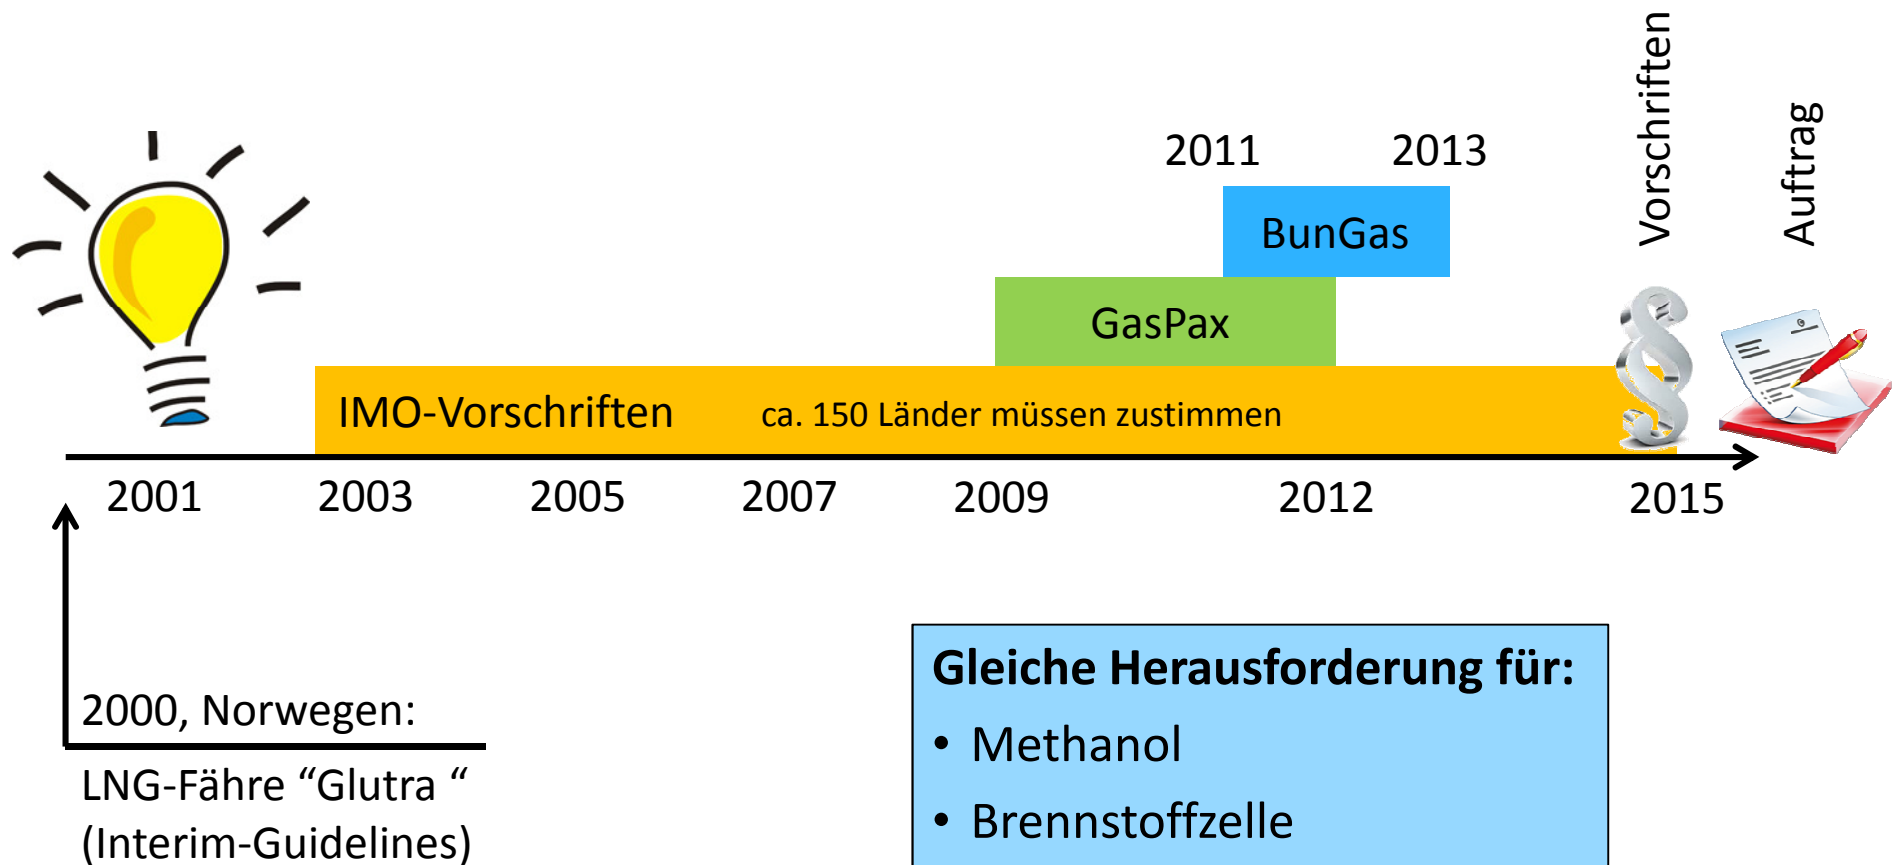 Vorschriften
Auftrag
2011 2013
BunGas
GasPax
IMO-Vorschriften ca. 150 Länder müssen zustimmen
2001 2003 2005 2007 2009 2012 2015
2000, Norwegen:
LNG-Fähre “Glutra “
(Interim-Guidelines)
Gleiche Herausforderung für:
• Methanol
• Brennstoffzelle